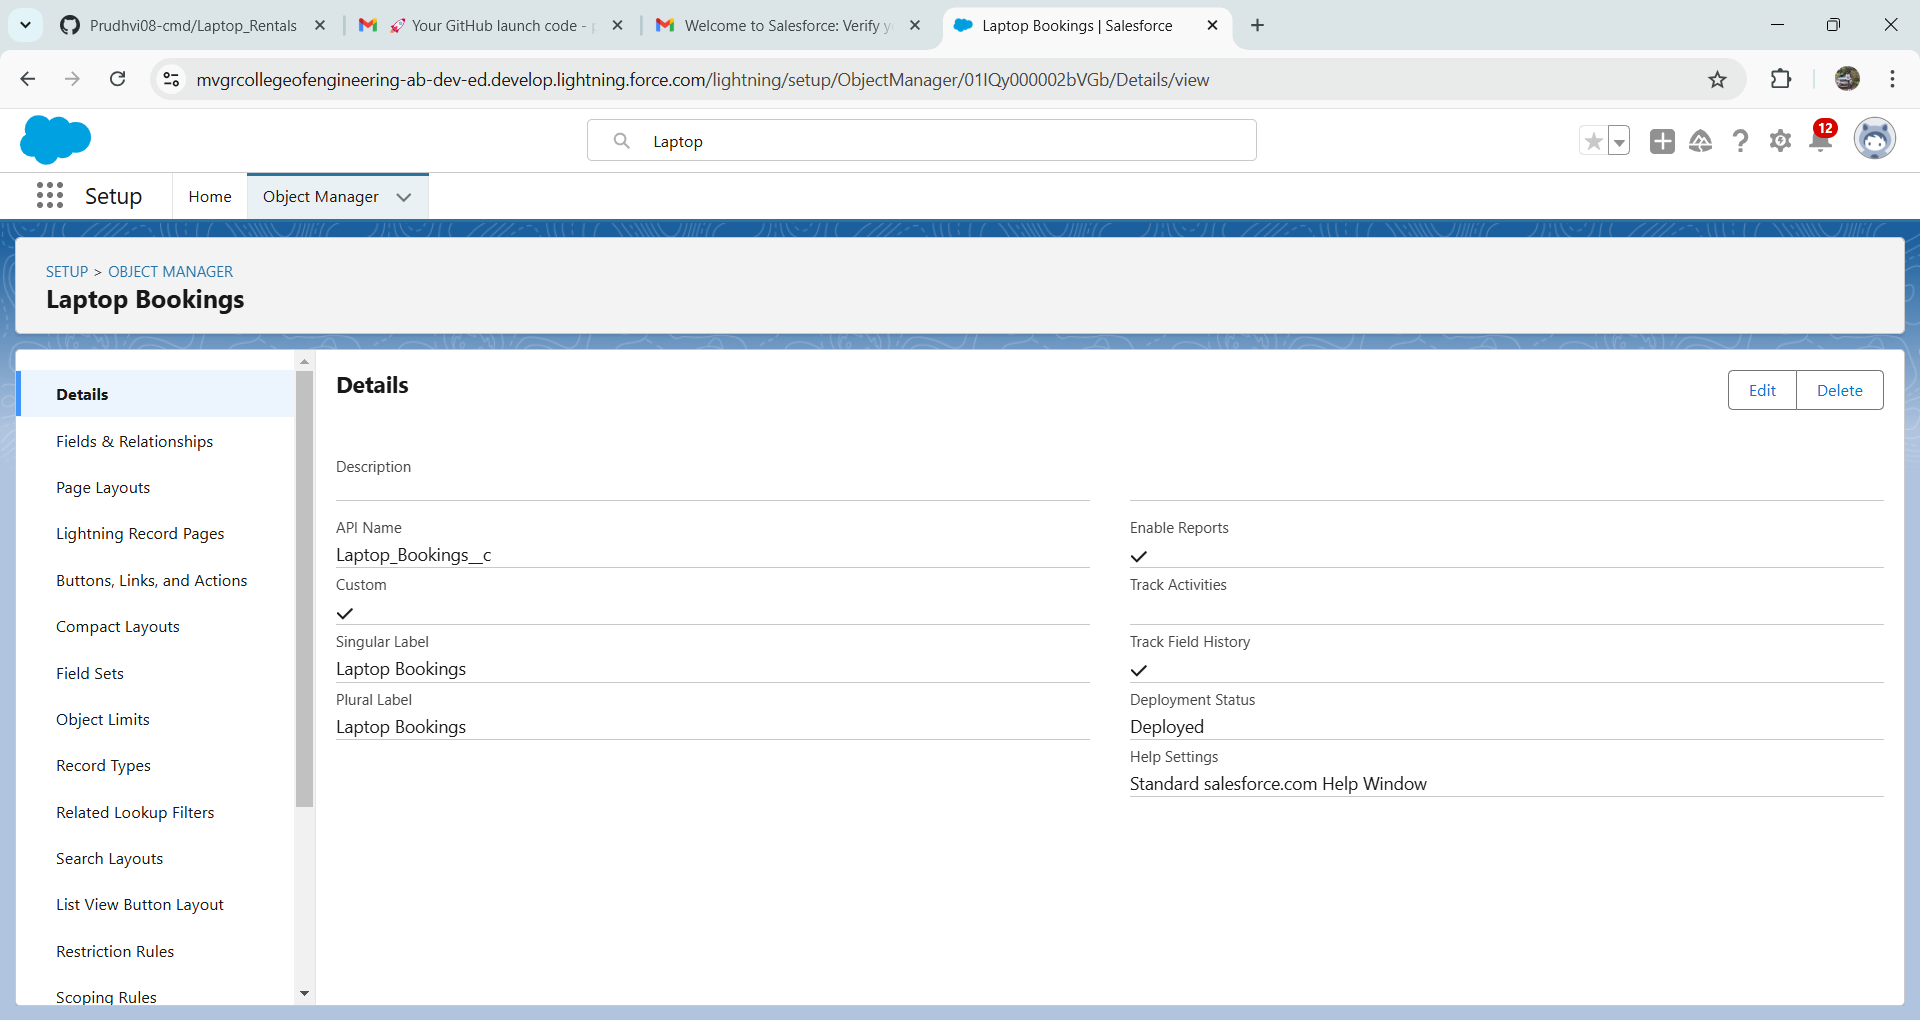 Prudhvi08-cmd/Laptop_Rentals
🚀 Your GitHub launch code - p
Welcome to Salesforce: Verify y
Laptop Bookings | Salesforce
mvgrcollegeofengineering-ab-dev-ed.develop.lightning.force.com/lightning/setup/ObjectManager/01IQy000002bVGb/Details/view
Laptop
12
Setup
Home
Object Manager
SETUP > OBJECT MANAGER
Laptop Bookings
Details
Fields & Relationships
Page Layouts
Lightning Record Pages
Buttons, Links, and Actions
Compact Layouts
Field Sets
Object Limits
Record Types
Related Lookup Filters
Search Layouts
List View Button Layout
Restriction Rules
Scoping Rules
Details
Edit
Delete
Description
API Name
Laptop_Bookings__c
Custom
Singular Label
Laptop Bookings
Plural Label
Laptop Bookings
Enable Reports
Track Activities
Track Field History
Deployment Status
Deployed
Help Settings
Standard salesforce.com Help Window